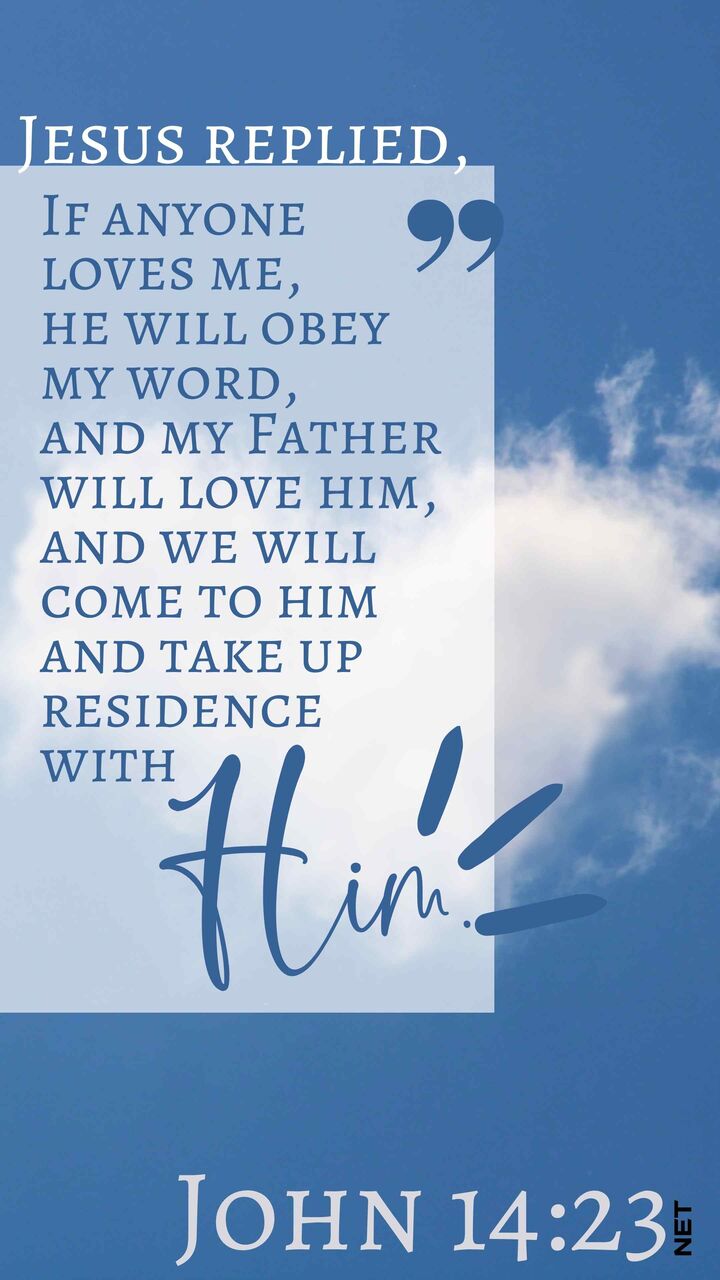 Jesus replied,
If anyone
loves me,
he will obey
my word,
and my Father
will love him,
and we will
come to him
and take up
residence
with
Him.
”
John 14:23
NET